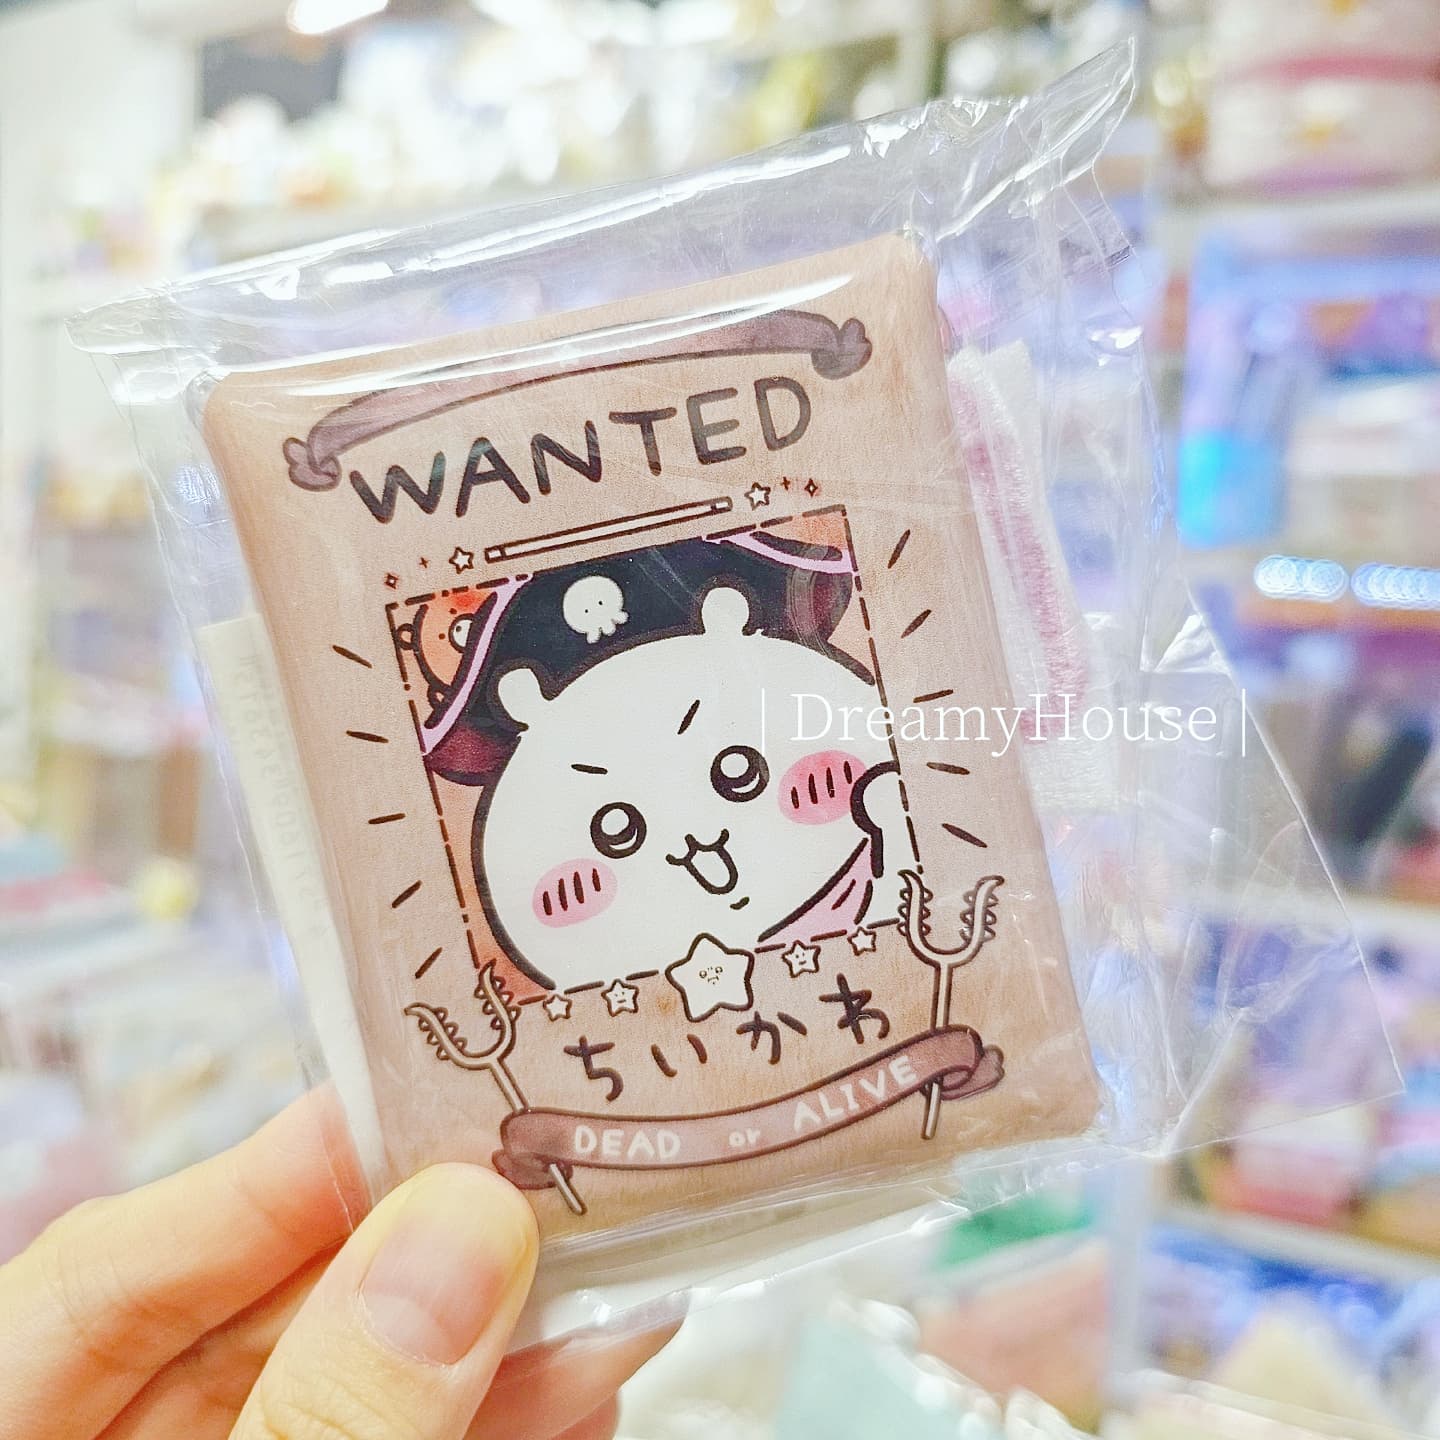 WANTED
| DreamyHouse |
ちいかわ
DEAD or ALIVE